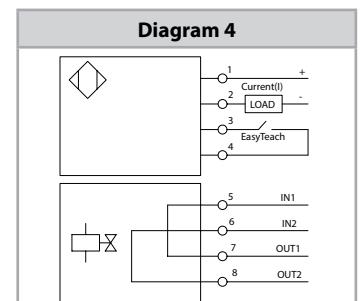 Diagram 4
1 +
Current(I)
2 LOAD -
3
EasyTeach
4
5 IN1
6 IN2
7 OUT1
8 OUT2